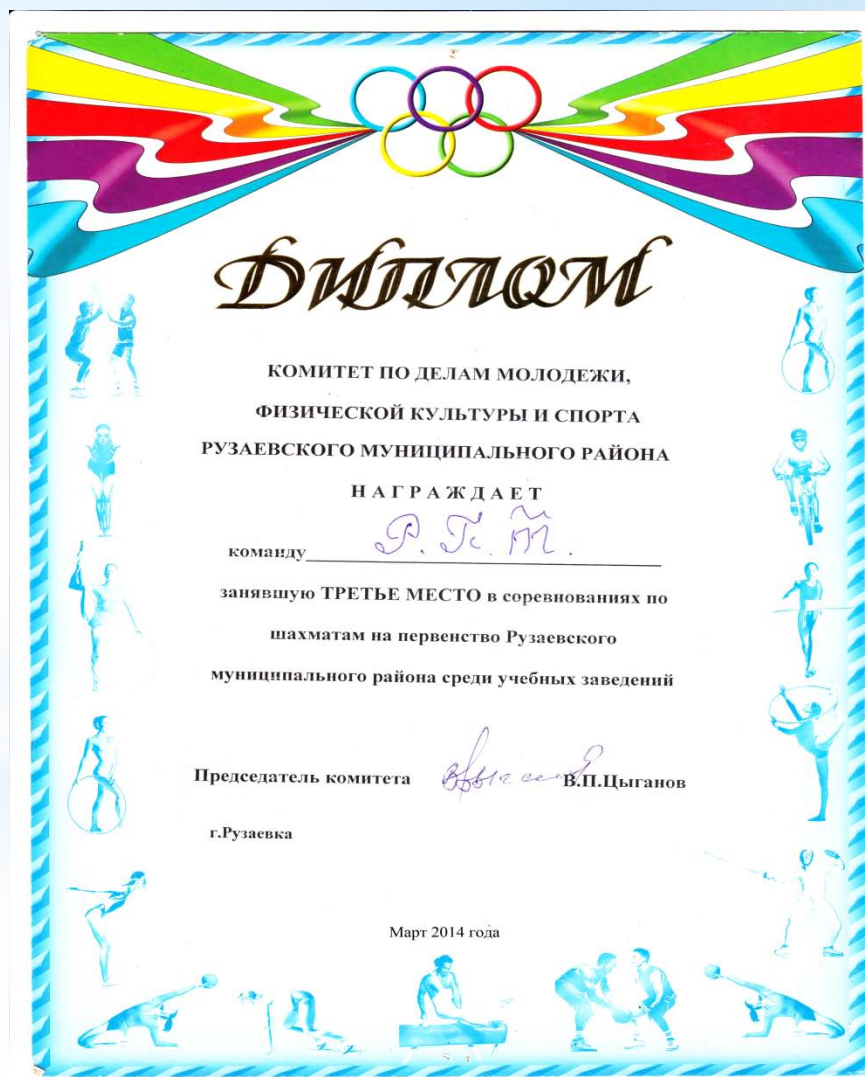 ДИПЛОМ
КОМИТЕТ ПО ДЕЛАМ МОЛОДЕЖИ,
ФИЗИЧЕСКОЙ КУЛЬТУРЫ И СПОРТА
РУЗАЕВСКОГО МУНИЦИПАЛЬНОГО РАЙОНА
НАГРАЖДАЕТ
команду Р. П. Т.
занявшую ТРЕТЬЕ МЕСТО в соревнованиях по
шахматам на первенство Рузаевского
муниципального района среди учебных заведений
Председатель комитета В.П.Цыганов
г.Рузаевка
Март 2014 года